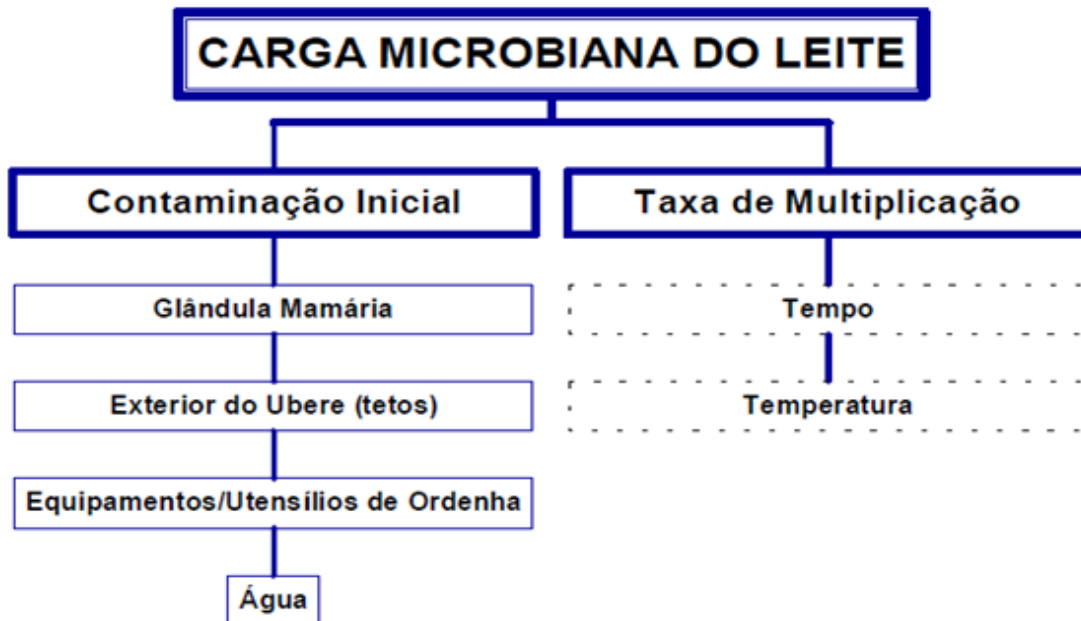 CARGA MICROBIANA DO LEITE
Contaminação Inicial
Glândula Mamária
Exterior do Ubere (tetos)
Equipamentos/Utensílios de Ordenha
Água
Taxa de Multiplicação
Tempo
Temperatura